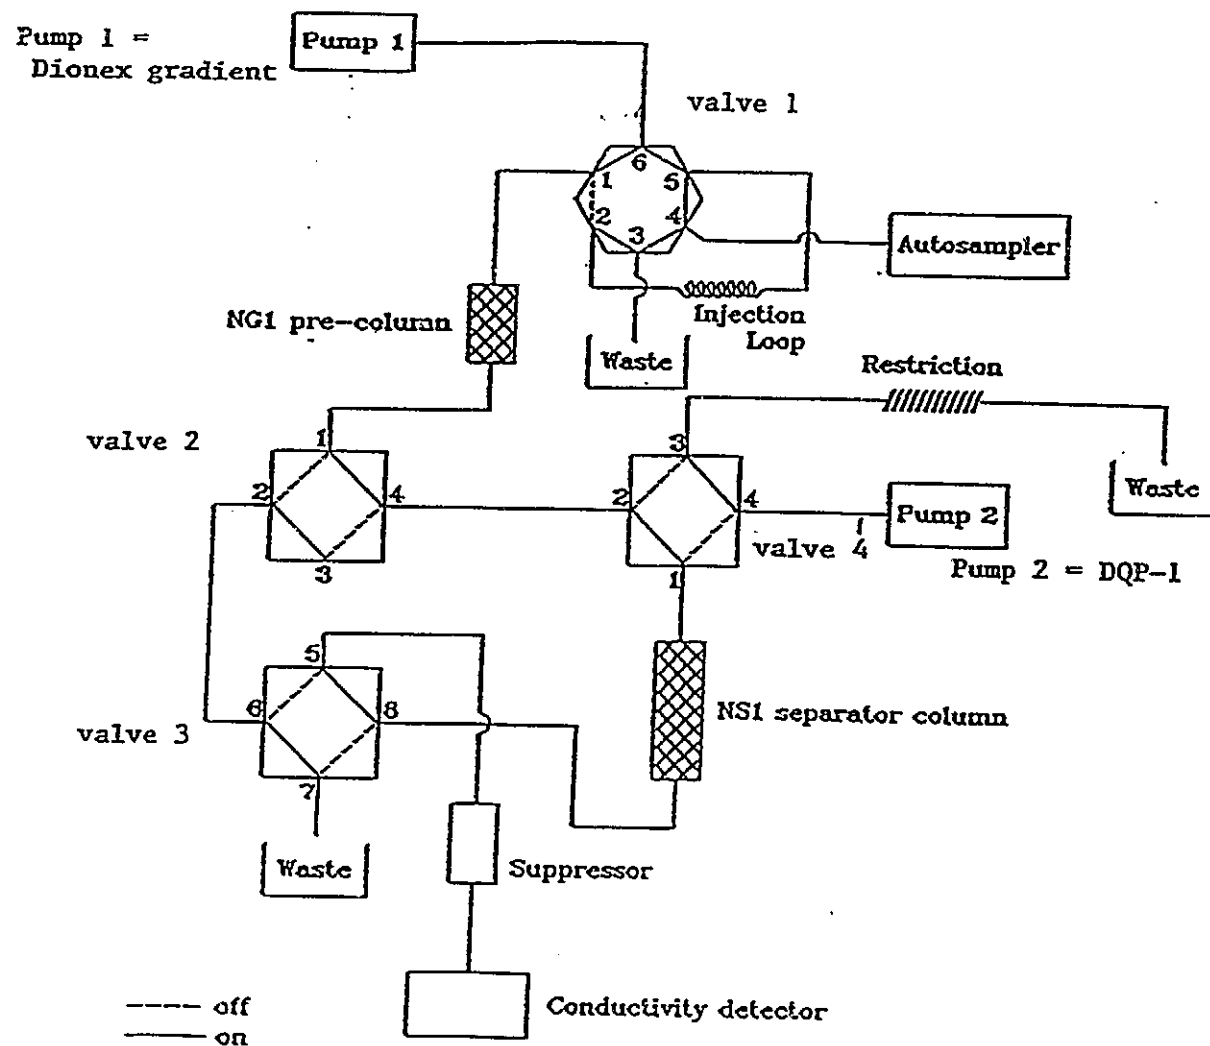 Pump 1 =
Dionex gradient
Pump 1
valve 1
6
1
5
2
4
3
Autosampler
NG1 pre-column
Injection
Loop
Waste
Restriction
valve 2
1
2
4
3
3
2
4
1
Waste
Pump 2
valve 4
Pump 2 = DQP-1
5
6
8
7
valve 3
NS1 separator column
Waste
Suppressor
Conductivity detector
---- off
—— on